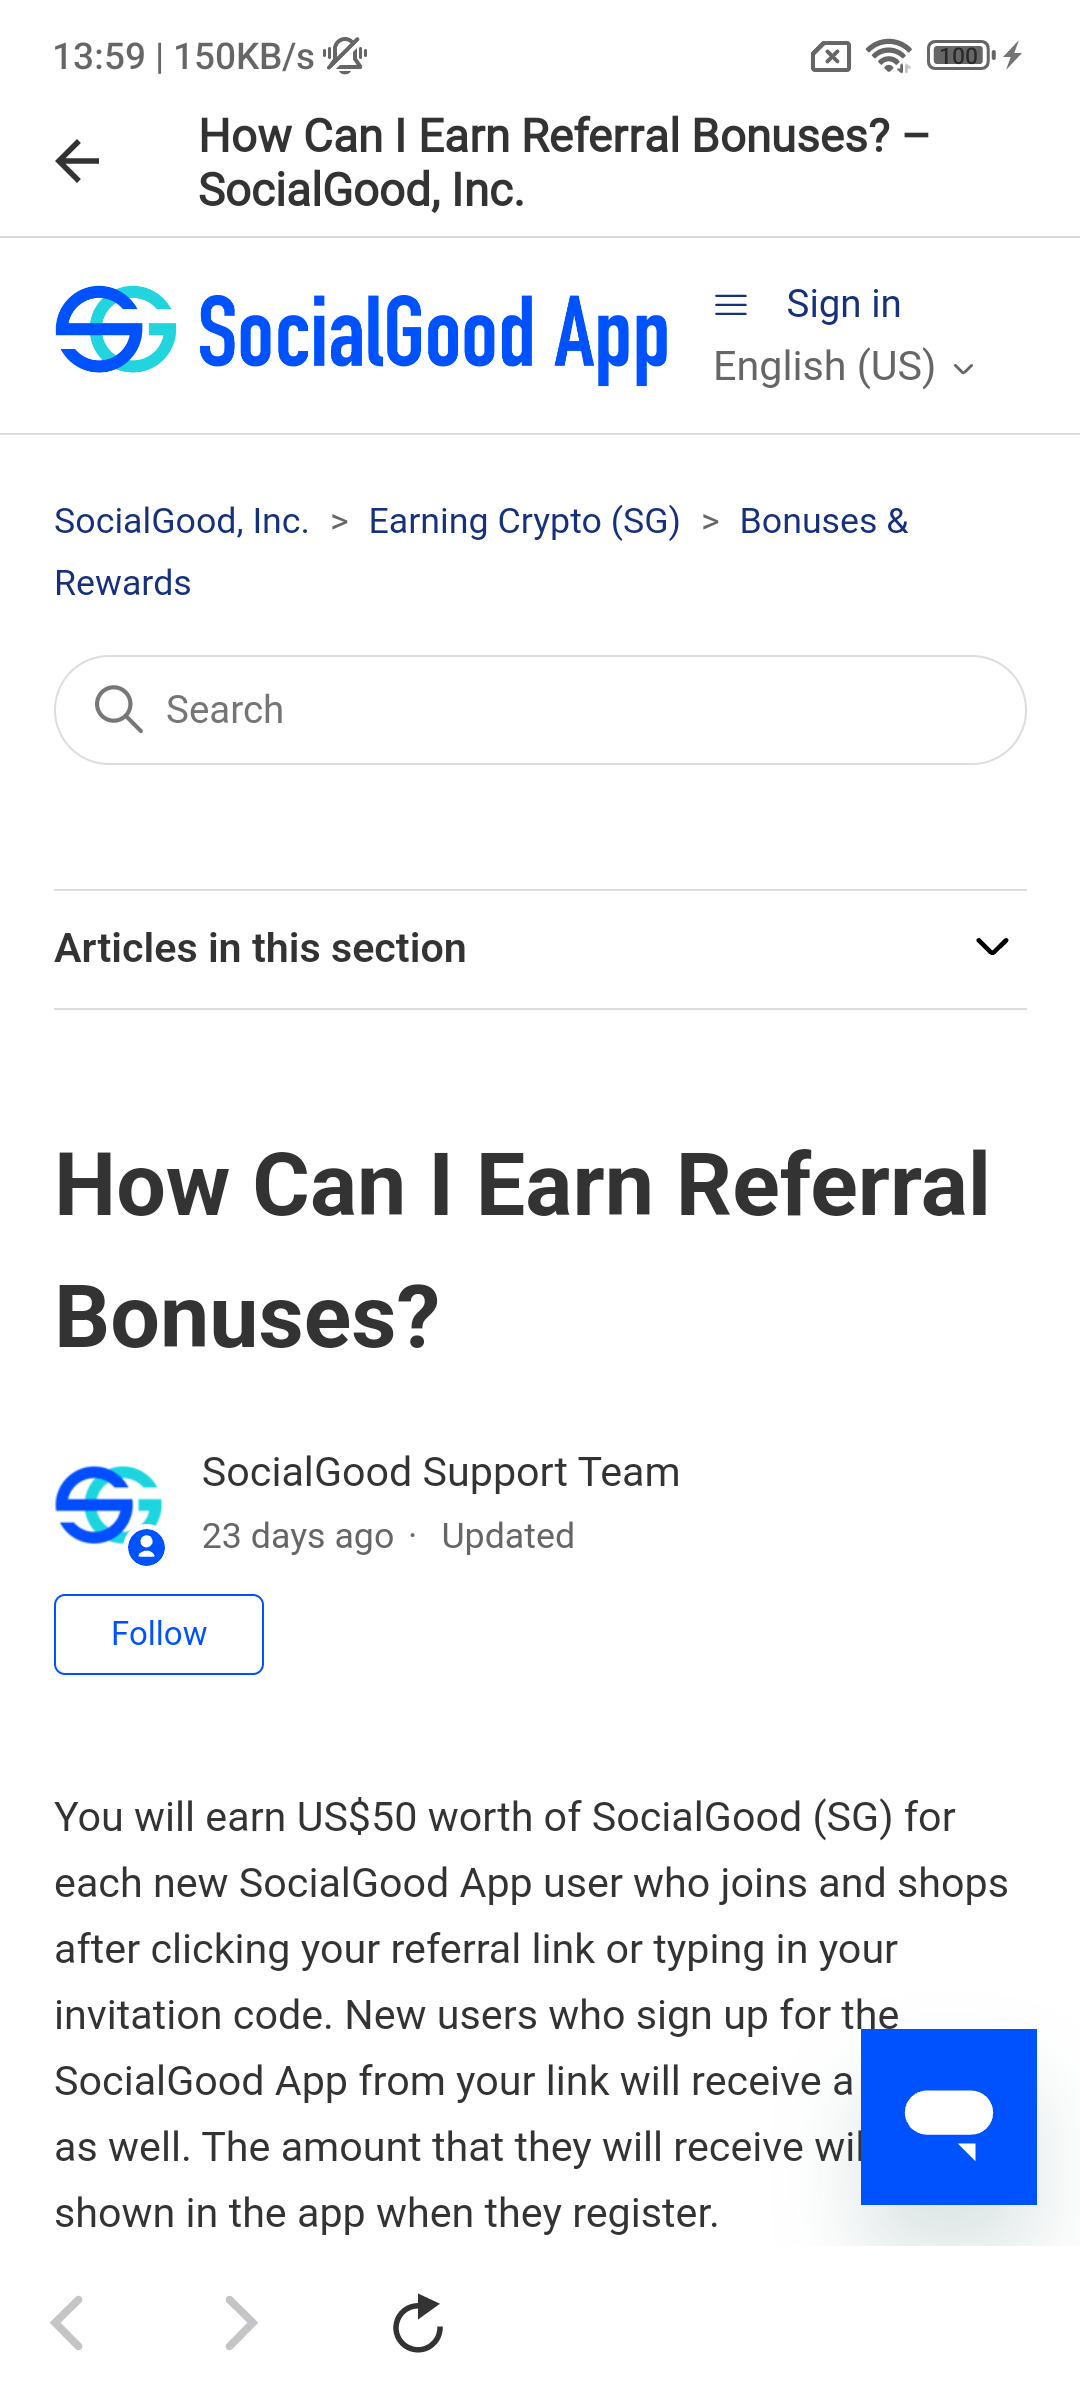 13:59 | 150KB/s
100
How Can I Earn Referral Bonuses? –
SocialGood, Inc.
SocialGood App
Sign in
English (US)
SocialGood, Inc. > Earning Crypto (SG) > Bonuses &
Rewards
Search
Articles in this section
How Can I Earn Referral
Bonuses?
SocialGood Support Team
23 days ago · Updated
Follow
You will earn US$50 worth of SocialGood (SG) for
each new SocialGood App user who joins and shops
after clicking your referral link or typing in your
invitation code. New users who sign up for the
SocialGood App from your link will receive a
as well. The amount that they will receive
shown in the app when they register.